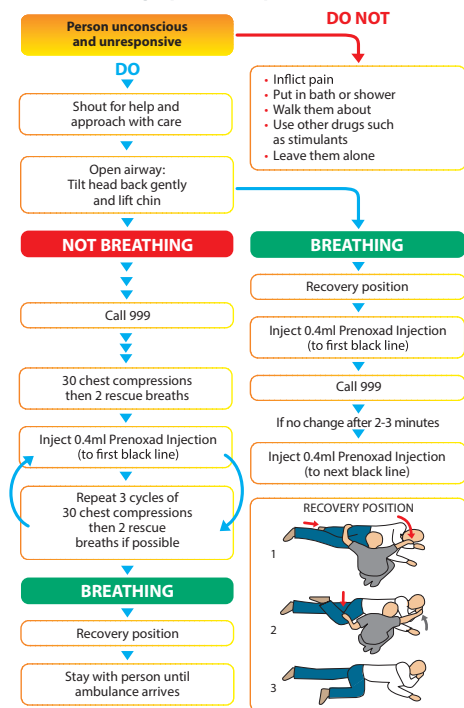 Person unconscious
and unresponsive
DO NOT
• Inflict pain
• Put in bath or shower
• Walk them about
• Use other drugs such
as stimulants
• Leave them alone
DO
Shout for help and
approach with care
Open airway:
Tilt head back gently
and lift chin
NOT BREATHING
Call 999
30 chest compressions
then 2 rescue breaths
Inject 0.4ml Prenoxad Injection
(to first black line)
Repeat 3 cycles of
30 chest compressions
then 2 rescue
breaths if possible
BREATHING
Recovery position
Stay with person until
ambulance arrives
BREATHING
Recovery position
Inject 0.4ml Prenoxad Injection
(to first black line)
Call 999
If no change after 2-3 minutes
Inject 0.4ml Prenoxad Injection
(to next black line)
RECOVERY POSITION
1
2
3